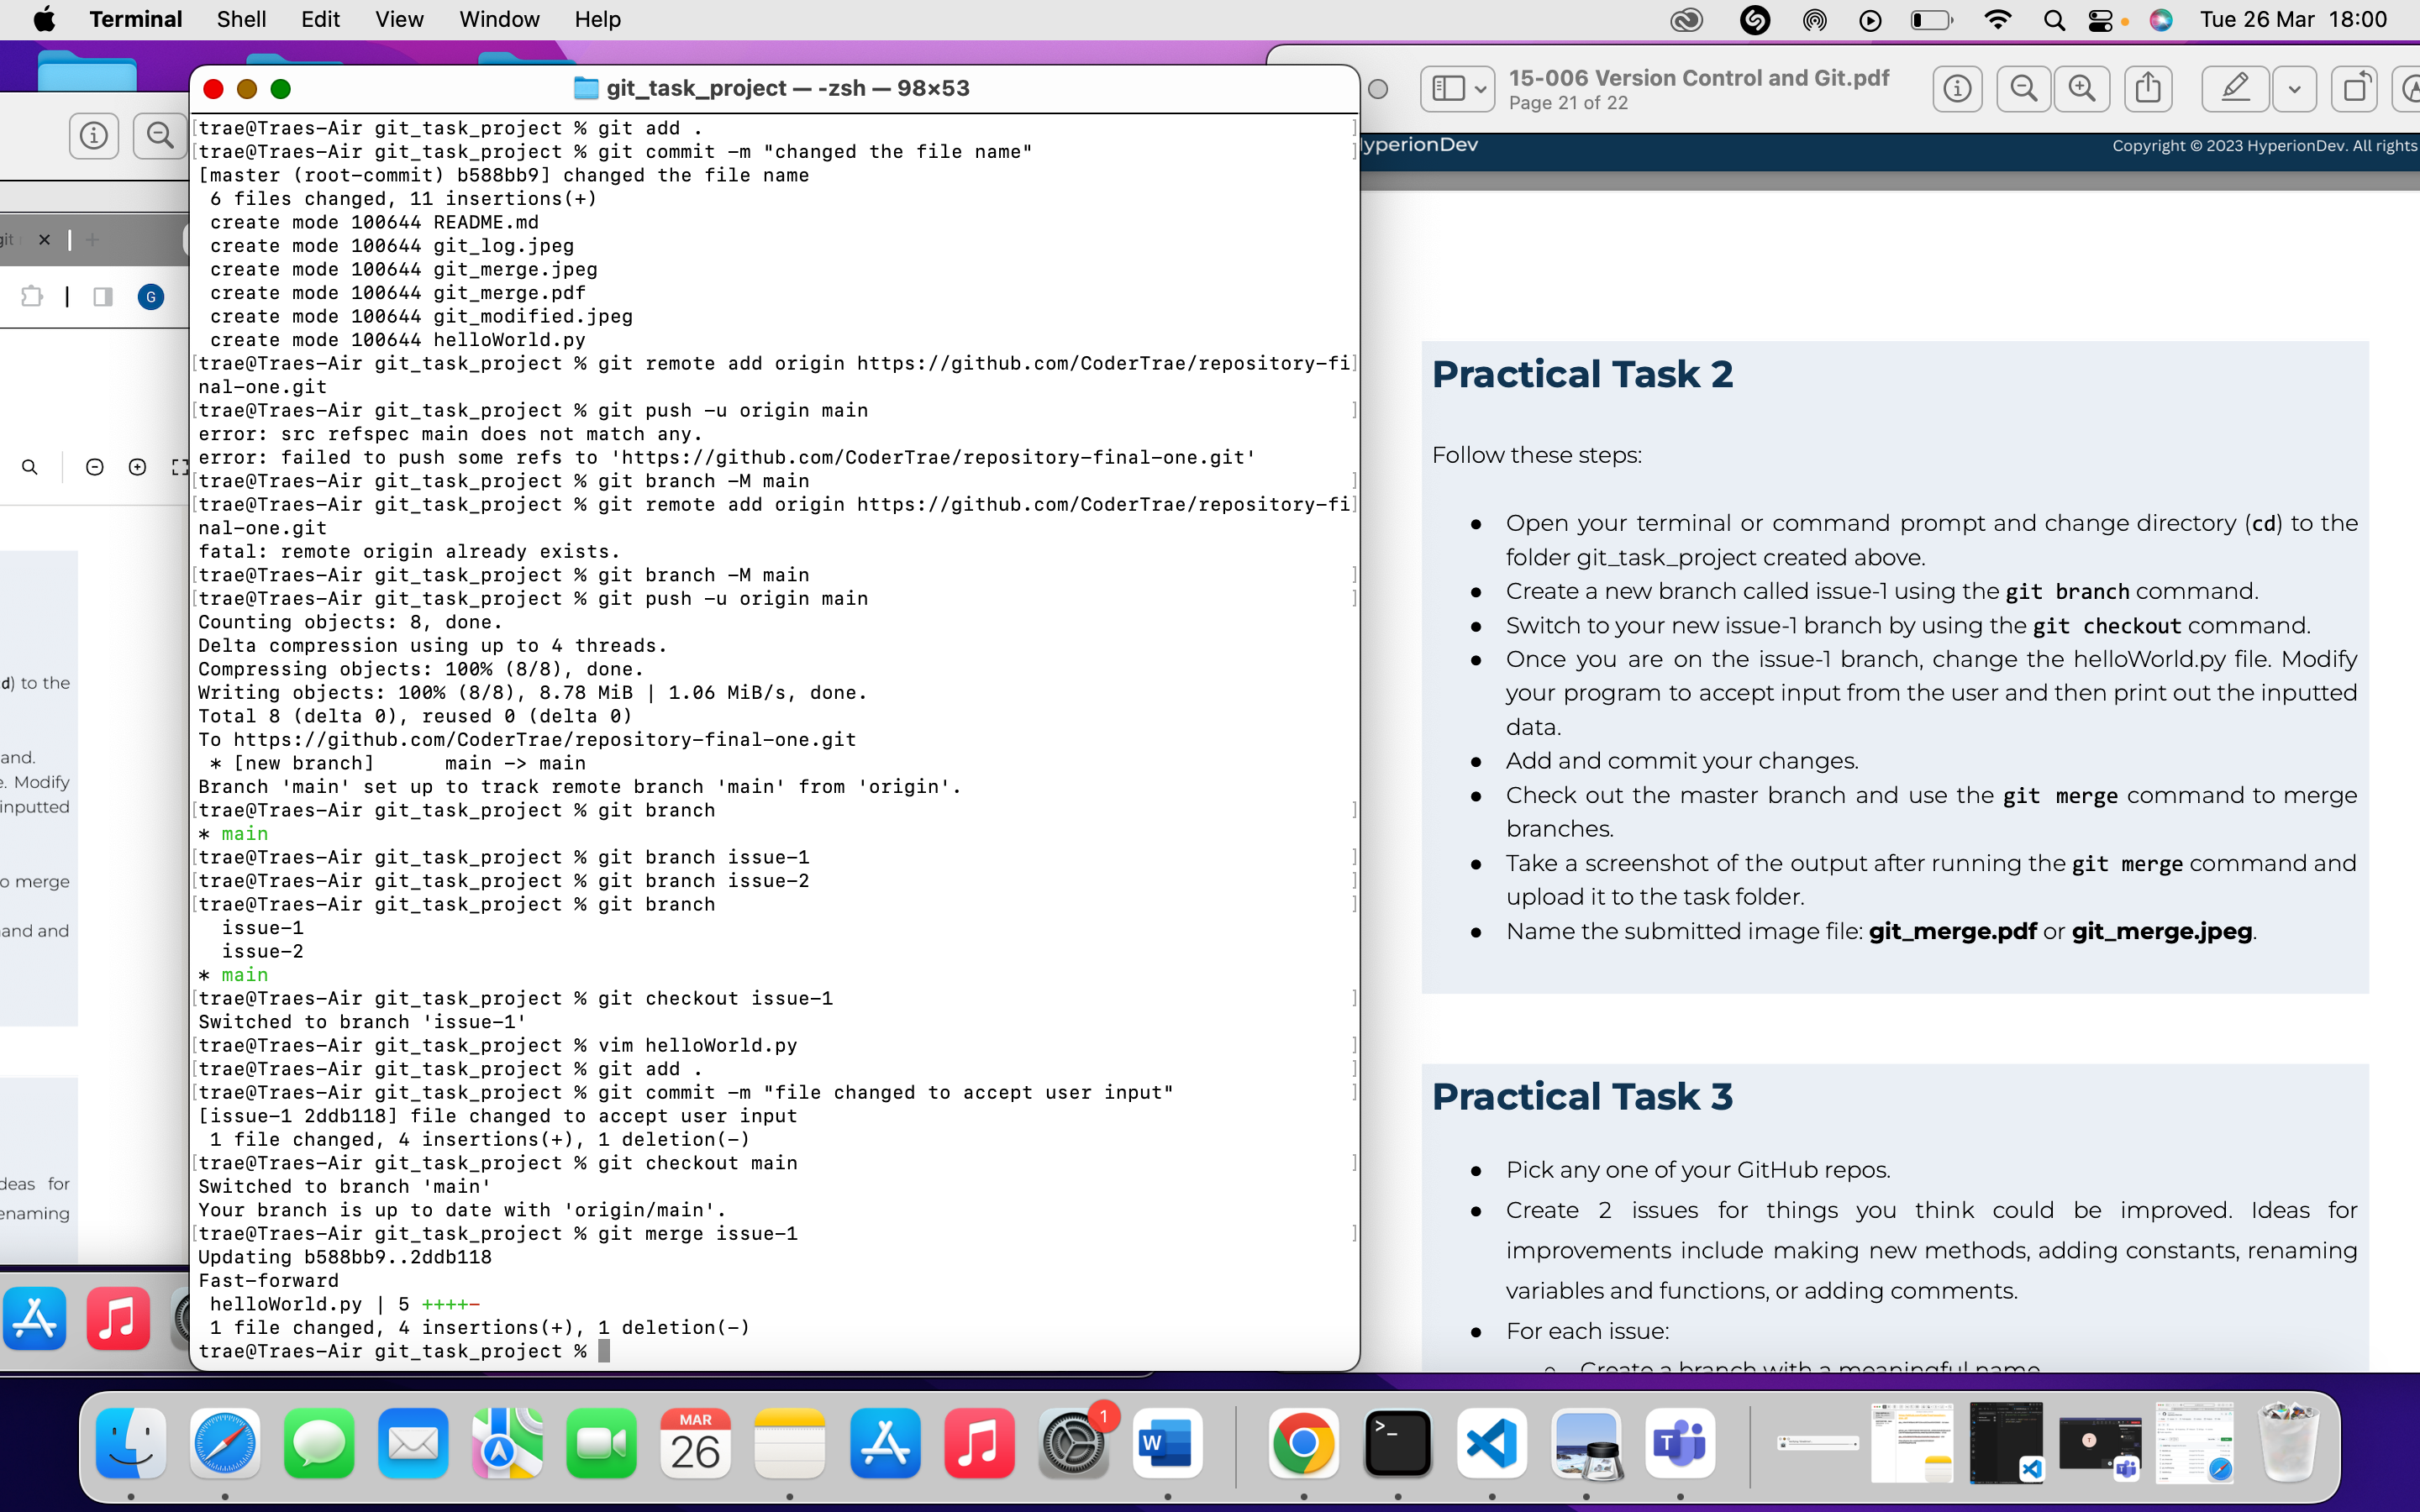 Terminal Shell Edit View Window Help
Tue 26 Mar 18:00
git_task_project — -zsh — 98×53
trae@Traes-Air git_task_project % git add .
trae@Traes-Air git_task_project % git commit -m "changed the file name"
[master (root-commit) b588bb9] changed the file name
6 files changed, 11 insertions(+)
create mode 100644 README.md
create mode 100644 git_log.jpeg
create mode 100644 git_merge.jpeg
create mode 100644 git_merge.pdf
create mode 100644 git_modified.jpeg
create mode 100644 helloWorld.py
trae@Traes-Air git_task_project % git remote add origin https://github.com/CoderTrae/repository-fi
nal-one.git
trae@Traes-Air git_task_project % git push -u origin main
error: src refspec main does not match any.
error: failed to push some refs to 'https://github.com/CoderTrae/repository-final-one.git'
trae@Traes-Air git_task_project % git branch -M main
trae@Traes-Air git_task_project % git remote add origin https://github.com/CoderTrae/repository-fi
nal-one.git
fatal: remote origin already exists.
trae@Traes-Air git_task_project % git branch -M main
trae@Traes-Air git_task_project % git push -u origin main
Counting objects: 8, done.
Delta compression using up to 4 threads.
Compressing objects: 100% (8/8), done.
Writing objects: 100% (8/8), 8.78 MiB | 1.06 MiB/s, done.
Total 8 (delta 0), reused 0 (delta 0)
To https://github.com/CoderTrae/repository-final-one.git
* [new branch] main -> main
Branch 'main' set up to track remote branch 'main' from 'origin'.
trae@Traes-Air git_task_project % git branch
* main
trae@Traes-Air git_task_project % git branch issue-1
trae@Traes-Air git_task_project % git branch issue-2
trae@Traes-Air git_task_project % git branch
issue-1
issue-2
* main
trae@Traes-Air git_task_project % git checkout issue-1
Switched to branch 'issue-1'
trae@Traes-Air git_task_project % vim helloWorld.py
trae@Traes-Air git_task_project % git add .
trae@Traes-Air git_task_project % git commit -m "file changed to accept user input"
[issue-1 2ddb118] file changed to accept user input
1 file changed, 4 insertions(+), 1 deletion(-)
trae@Traes-Air git_task_project % git checkout main
Switched to branch 'main'
Your branch is up to date with 'origin/main'.
trae@Traes-Air git_task_project % git merge issue-1
Updating b588bb9..2ddb118
Fast-forward
helloWorld.py | 5 ++++-
1 file changed, 4 insertions(+), 1 deletion(-)
trae@Traes-Air git_task_project %
15-006 Version Control and Git.pdf
Page 21 of 22
lyperionDev
Copyright © 2023 HyperionDev. All rights
Practical Task 2
Follow these steps:
● Open your terminal or command prompt and change directory (cd) to the
folder git_task_project created above.
● Create a new branch called issue-1 using the git branch command.
● Switch to your new issue-1 branch by using the git checkout command.
● Once you are on the issue-1 branch, change the helloWorld.py file. Modify
your program to accept input from the user and then print out the inputted
data.
● Add and commit your changes.
● Check out the master branch and use the git merge command to merge
branches.
● Take a screenshot of the output after running the git merge command and
upload it to the task folder.
● Name the submitted image file: git_merge.pdf or git_merge.jpeg.
Practical Task 3
● Pick any one of your GitHub repos.
● Create 2 issues for things you think could be improved. Ideas for
improvements include making new methods, adding constants, renaming
variables and functions, or adding comments.
● For each issue:
○ Create a branch with a meaningful name
git
G
d) to the
and.
e. Modify
inputted
o merge
and and
deas for
enaming
MAR
26
1
W
T